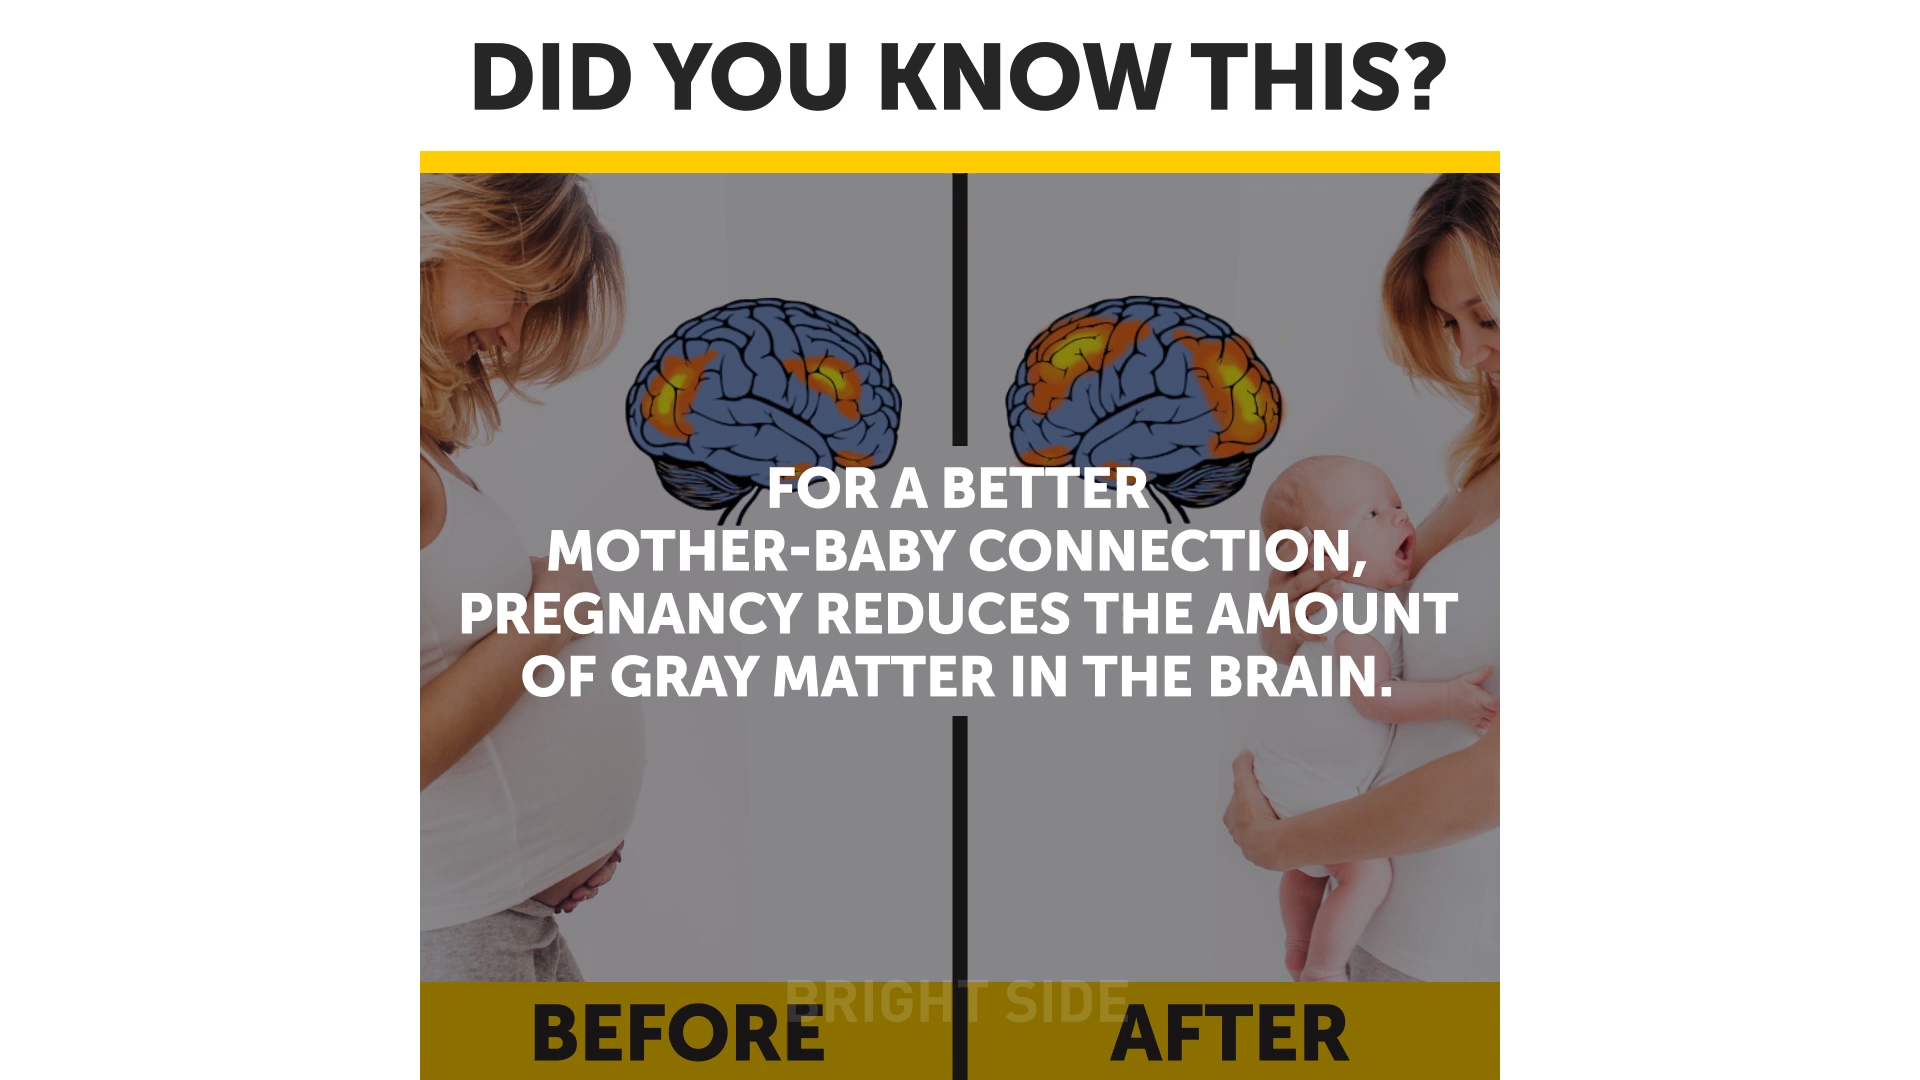 DID YOU KNOW THIS?
FOR A BETTER
MOTHER-BABY CONNECTION,
PREGNANCY REDUCES THE AMOUNT
OF GRAY MATTER IN THE BRAIN.
BRIGHT SIDE
BEFORE
AFTER